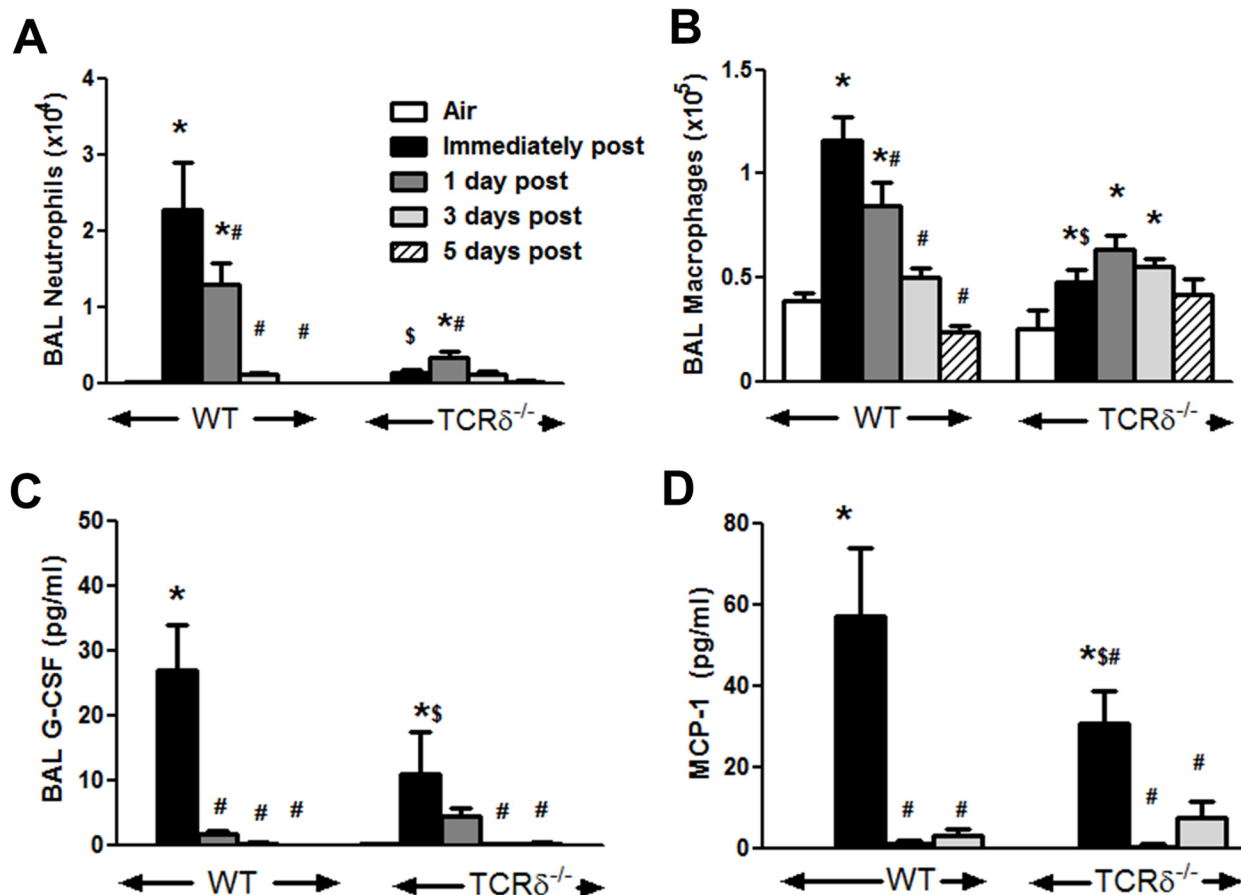 A
BAL Neutrophils (x10⁴)
4
3
2
1
0
*
*#
#
#
$
*#
Air
Immediately post
1 day post
3 days post
5 days post
WT
TCRδ⁻/⁻
B
BAL Macrophages (x10⁵)
1.5
1
0.5
0
*
*#
#
#
*$
*
*
WT
TCRδ⁻/⁻
C
BAL G-CSF (pg/ml)
50
40
30
20
10
0
*
#
#
#
*$
#
#
WT
TCRδ⁻/⁻
D
MCP-1 (pg/ml)
80
60
40
20
0
*
#
#
*$#
#
#
WT
TCRδ⁻/⁻